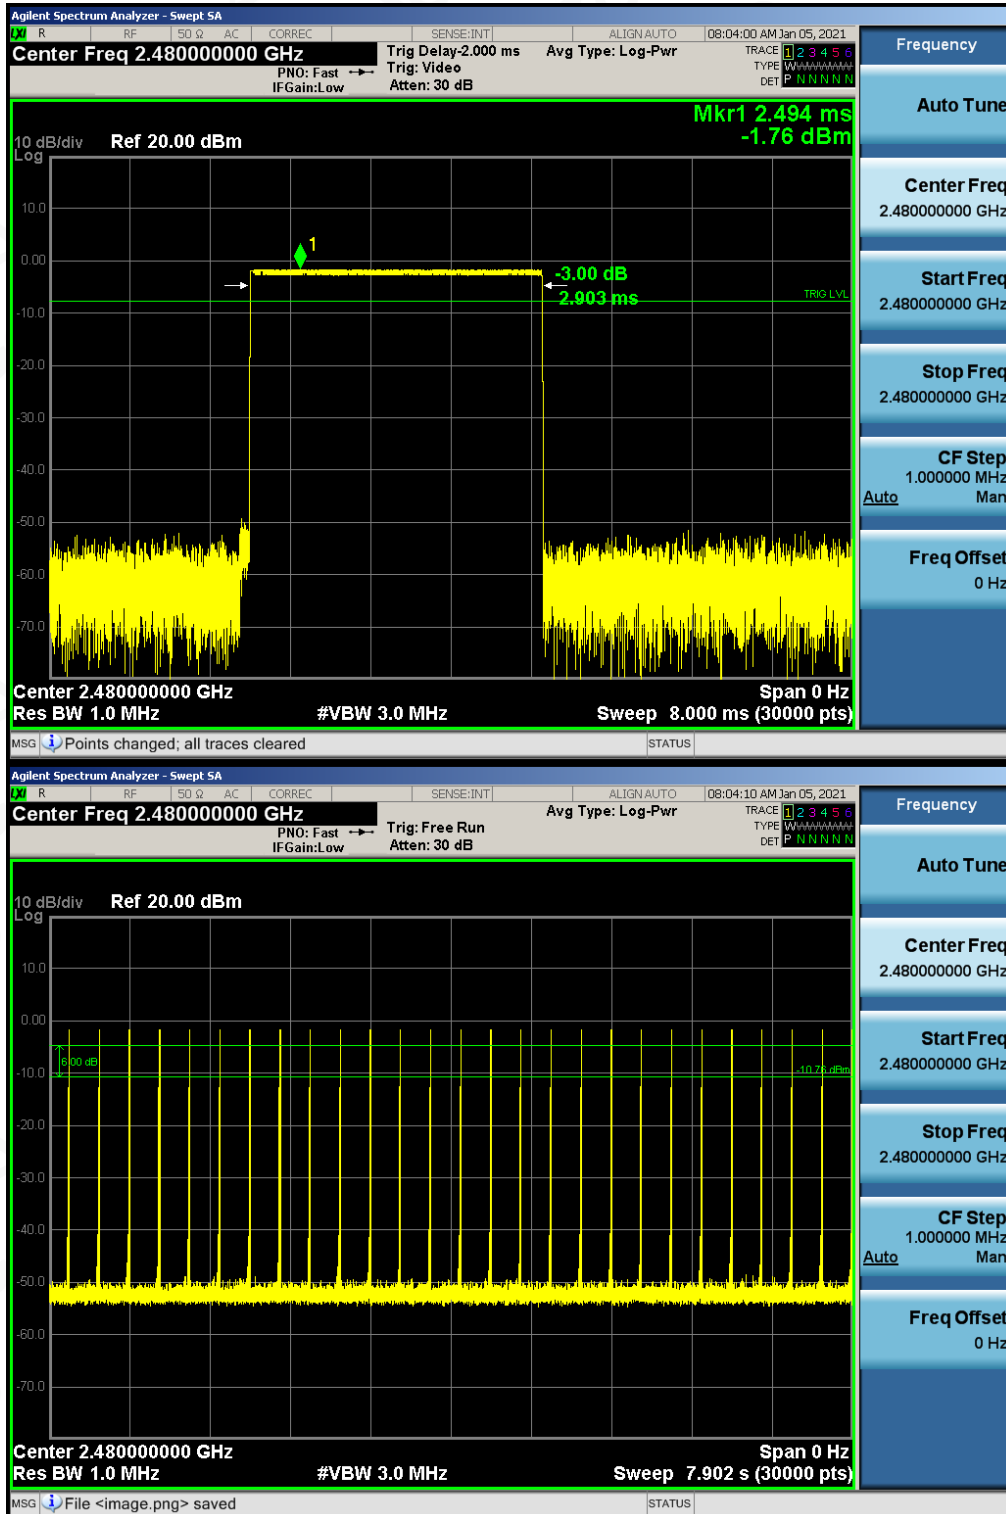 Agilent Spectrum Analyzer - Swept SA
LXI R RF 50 Ω AC CORREC SENSE:INT ALIGN AUTO 08:04:00 AM Jan 05, 2021
Center Freq 2.480000000 GHz
PNO: Fast
IFGain:Low
Trig Delay-2.000 ms
Trig: Video
Atten: 30 dB
Avg Type: Log-Pwr
TRACE 1 2 3 4 5 6
TYPE
DET P N N N N N
Mkr1 2.494 ms
-1.76 dBm
10 dB/div Ref 20.00 dBm
Log
10.0
1
0.00
-3.00 dB
2.903 ms
TRIG LVL
-10.0
-20.0
-30.0
-40.0
-50.0
-60.0
-70.0
Center 2.480000000 GHz Span 0 Hz
Res BW 1.0 MHz #VBW 3.0 MHz Sweep 8.000 ms (30000 pts)
MSG Points changed; all traces cleared STATUS
Frequency
Auto Tune
Center Freq
2.480000000 GHz
Start Freq
2.480000000 GHz
Stop Freq
2.480000000 GHz
CF Step
1.000000 MHz
Auto Man
Freq Offset
0 Hz
Agilent Spectrum Analyzer - Swept SA
LXI R RF 50 Ω AC CORREC SENSE:INT ALIGN AUTO 08:04:10 AM Jan 05, 2021
Center Freq 2.480000000 GHz
PNO: Fast
IFGain:Low
Trig: Free Run
Atten: 30 dB
Avg Type: Log-Pwr
TRACE 1 2 3 4 5 6
TYPE
DET P N N N N N
10 dB/div Ref 20.00 dBm
Log
10.0
0.00
6.00 dB
-10.76 dBm
-10.0
-20.0
-30.0
-40.0
-50.0
-60.0
-70.0
Center 2.480000000 GHz Span 0 Hz
Res BW 1.0 MHz #VBW 3.0 MHz Sweep 7.902 s (30000 pts)
MSG File <image.png> saved STATUS
Frequency
Auto Tune
Center Freq
2.480000000 GHz
Start Freq
2.480000000 GHz
Stop Freq
2.480000000 GHz
CF Step
1.000000 MHz
Auto Man
Freq Offset
0 Hz